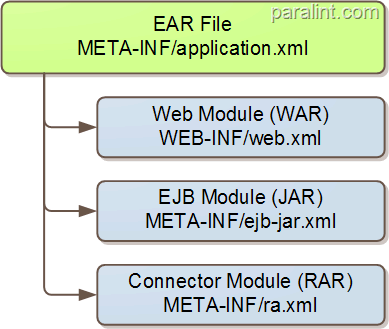 paralint.com
EAR File
META-INF/application.xml
Web Module (WAR)
WEB-INF/web.xml
EJB Module (JAR)
META-INF/ejb-jar.xml
Connector Module (RAR)
META-INF/ra.xml